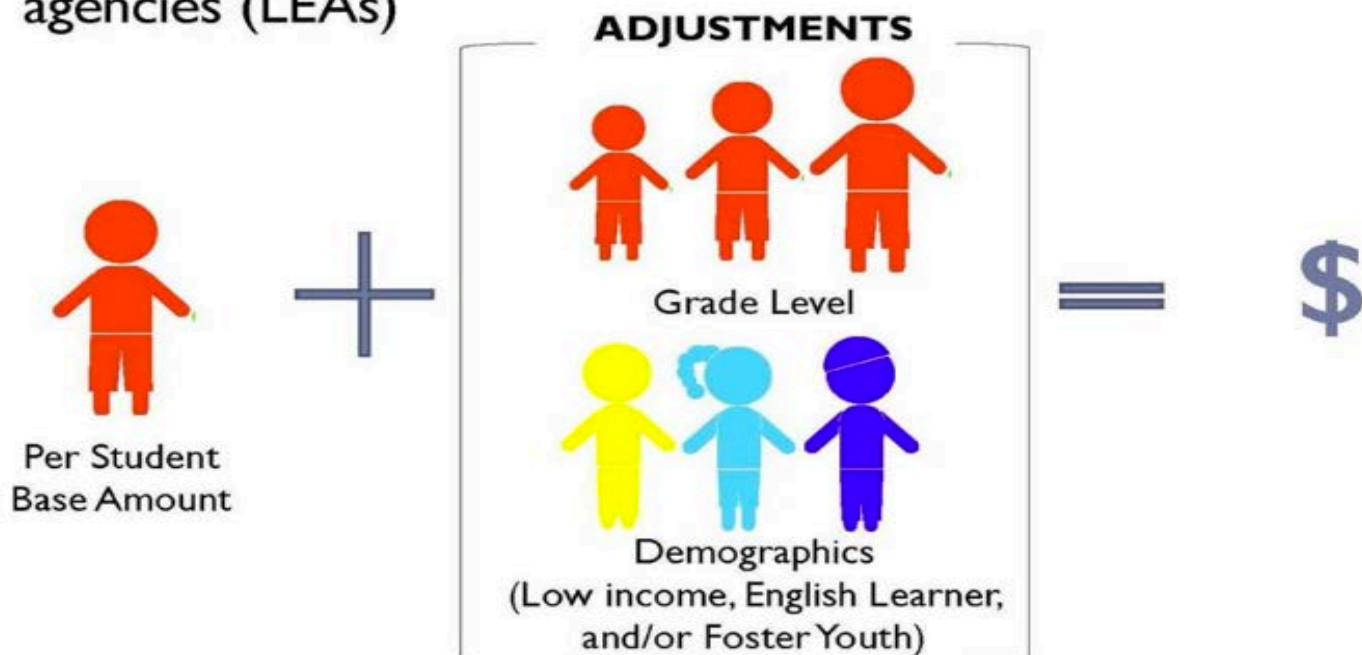 agencies (LEAs)
ADJUSTMENTS
Grade Level
$
Per Student
Base Amount
Demographics
(Low income, English Learner,
and/or Foster Youth)